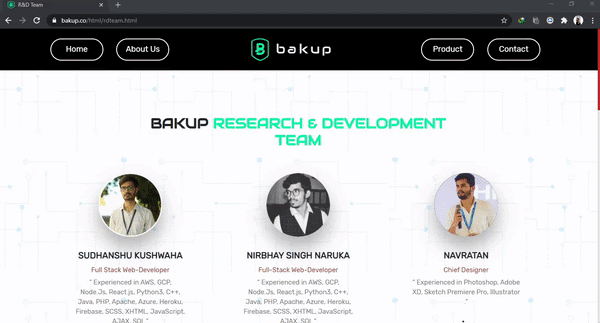 R&D Team
bakup.co/html/rdteam.html
Home
About Us
bakup
Product
Contact
BAKUP RESEARCH & DEVELOPMENT
TEAM
SUDHANSHU KUSHWAHA
Full Stack Web-Developer
" Experienced in AWS, GCP,
Node.Js, React.js, Python3, C++,
Java, PHP, Apache, Azure, Heroku,
Firebase, SCSS, XHTML, JavaScript,
AJAX, SQL "
NIRBHAY SINGH NARUKA
Full-Stack Web-Developer
" Experienced in AWS, GCP,
Node.Js, React.js, Python3, C++,
Java, PHP, Apache, Azure, Heroku,
Firebase, SCSS, XHTML, JavaScript,
AJAX, SQL "
NAVRATAN
Chief Designer
" Experienced in Photoshop, Adobe
XD, Sketch Premiere Pro, Illustrator
"